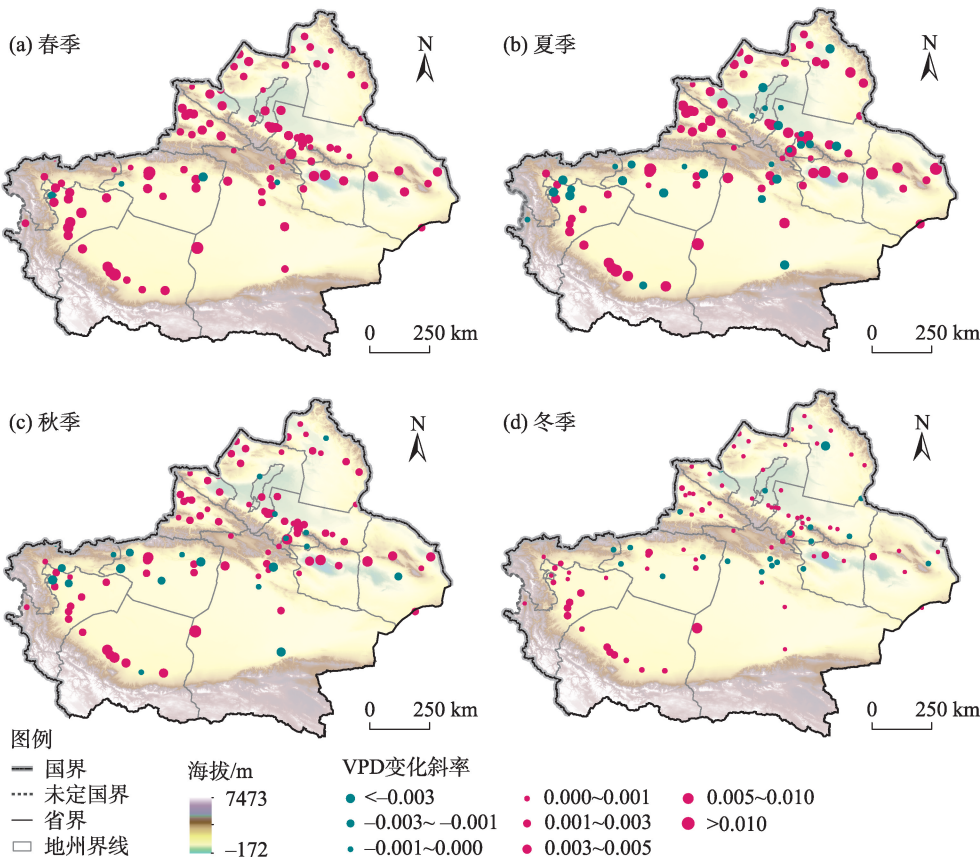 (a) 春季
N
0 250 km
(b) 夏季
N
0 250 km
(c) 秋季
N
0 250 km
(d) 冬季
N
0 250 km
图例
国界
未定国界
省界
地州界线
海拔/m
7473
–172
VPD变化斜率
<–0.003
–0.003~ –0.001
–0.001~0.000
0.000~0.001
0.001~0.003
0.003~0.005
0.005~0.010
>0.010